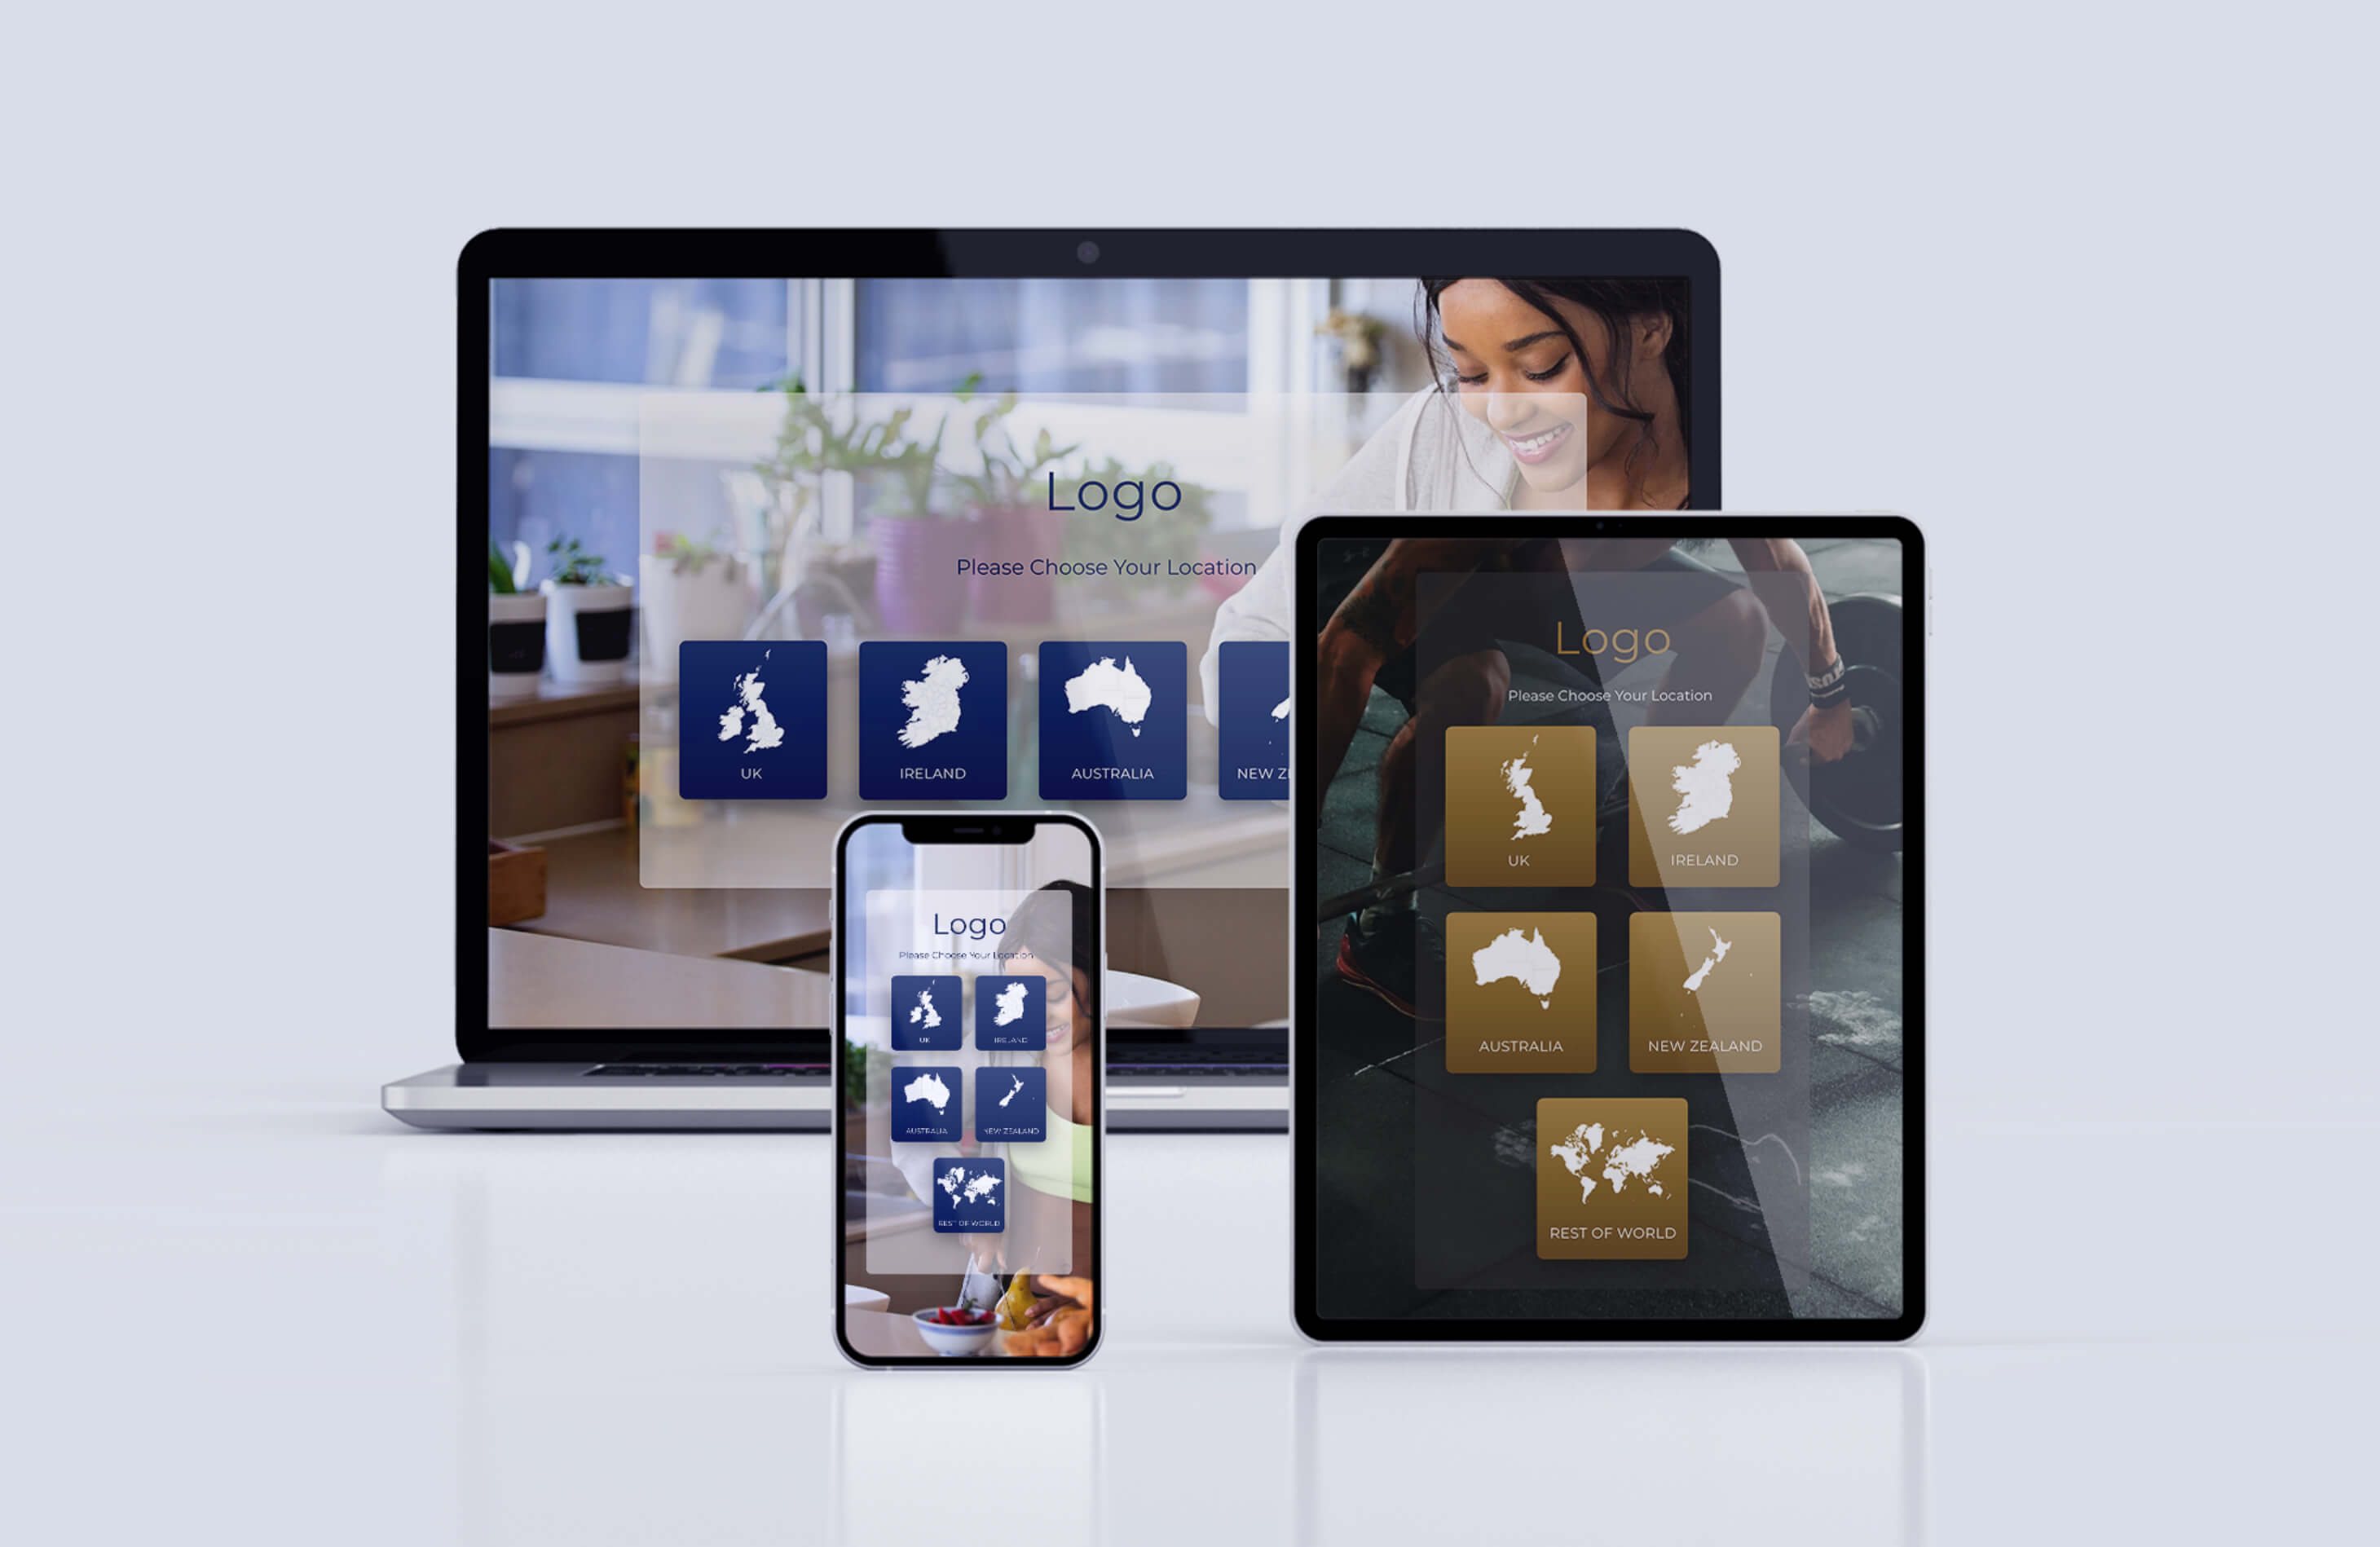 Logo
Please Choose Your Location
UK
IRELAND
AUSTRALIA
NEW Z
Logo
Please Choose Your Location
UK
IRELAND
AUSTRALIA
NEW ZEALAND
REST OF WORLD
Logo
Please Choose Your Location
UK
IRELAND
AUSTRALIA
NEW ZEALAND
REST OF WORLD